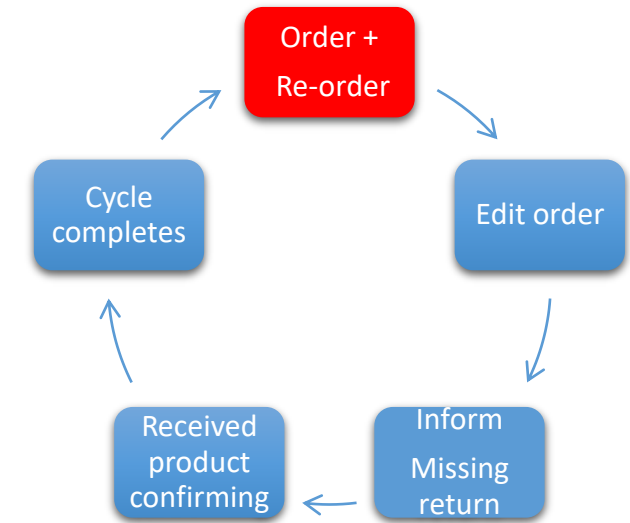 Order +
Re-order
Edit order
Inform
Missing
return
Received
product
confirming
Cycle
completes